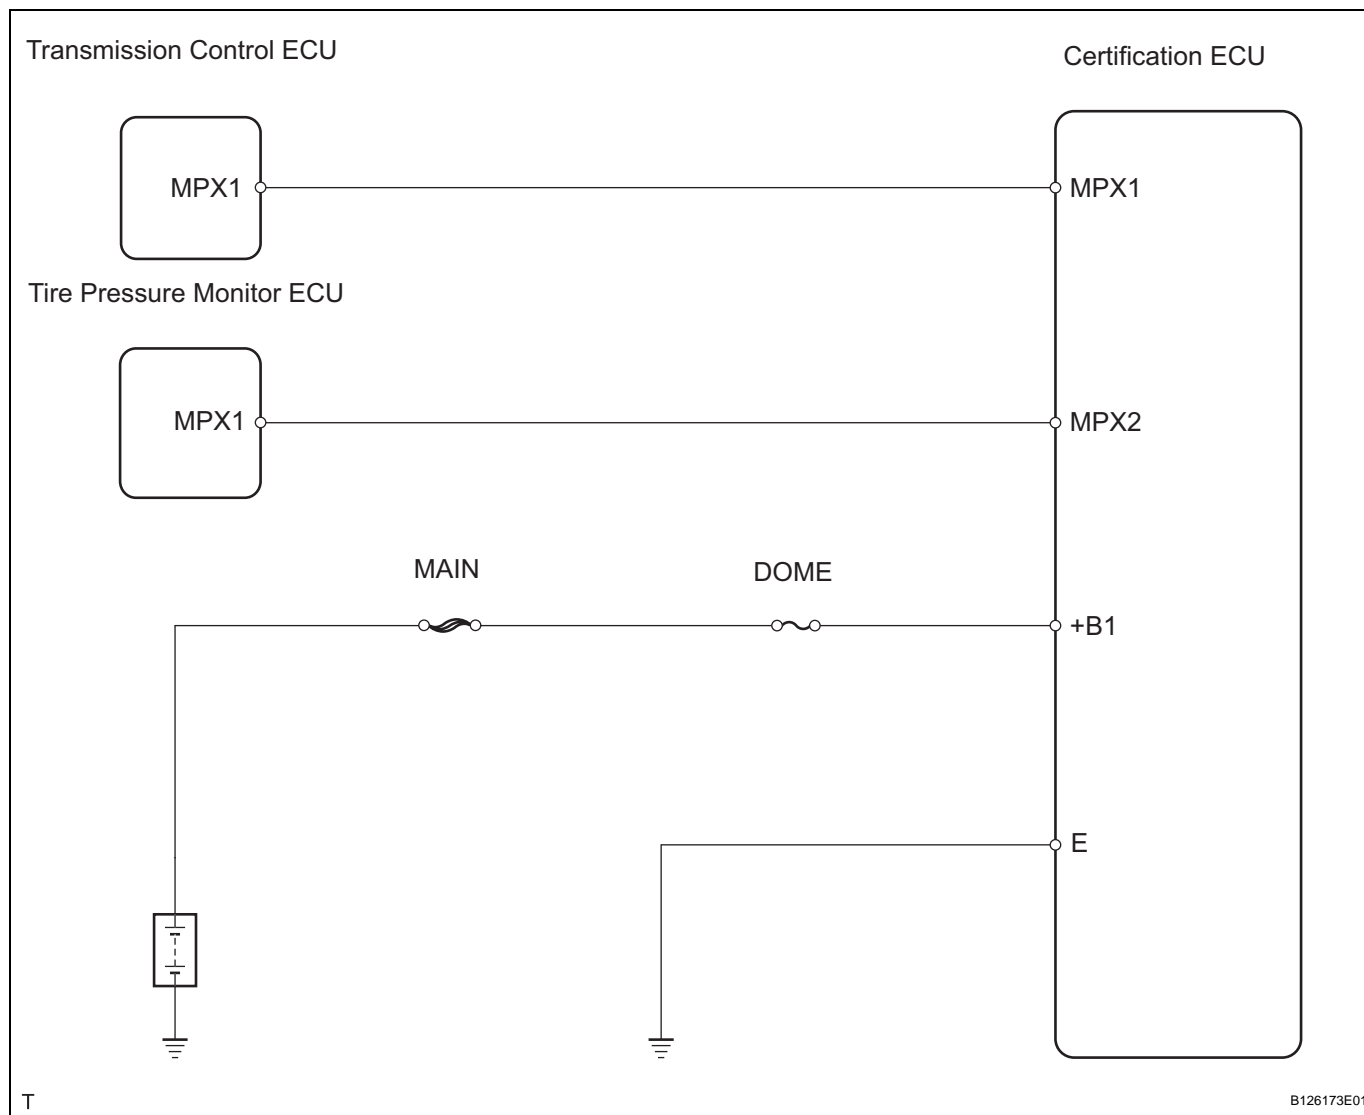 Transmission Control ECU
Certification ECU
MPX1
MPX1
Tire Pressure Monitor ECU
MPX1
MPX2
MAIN
DOME
+B1
E
T
B126173E01